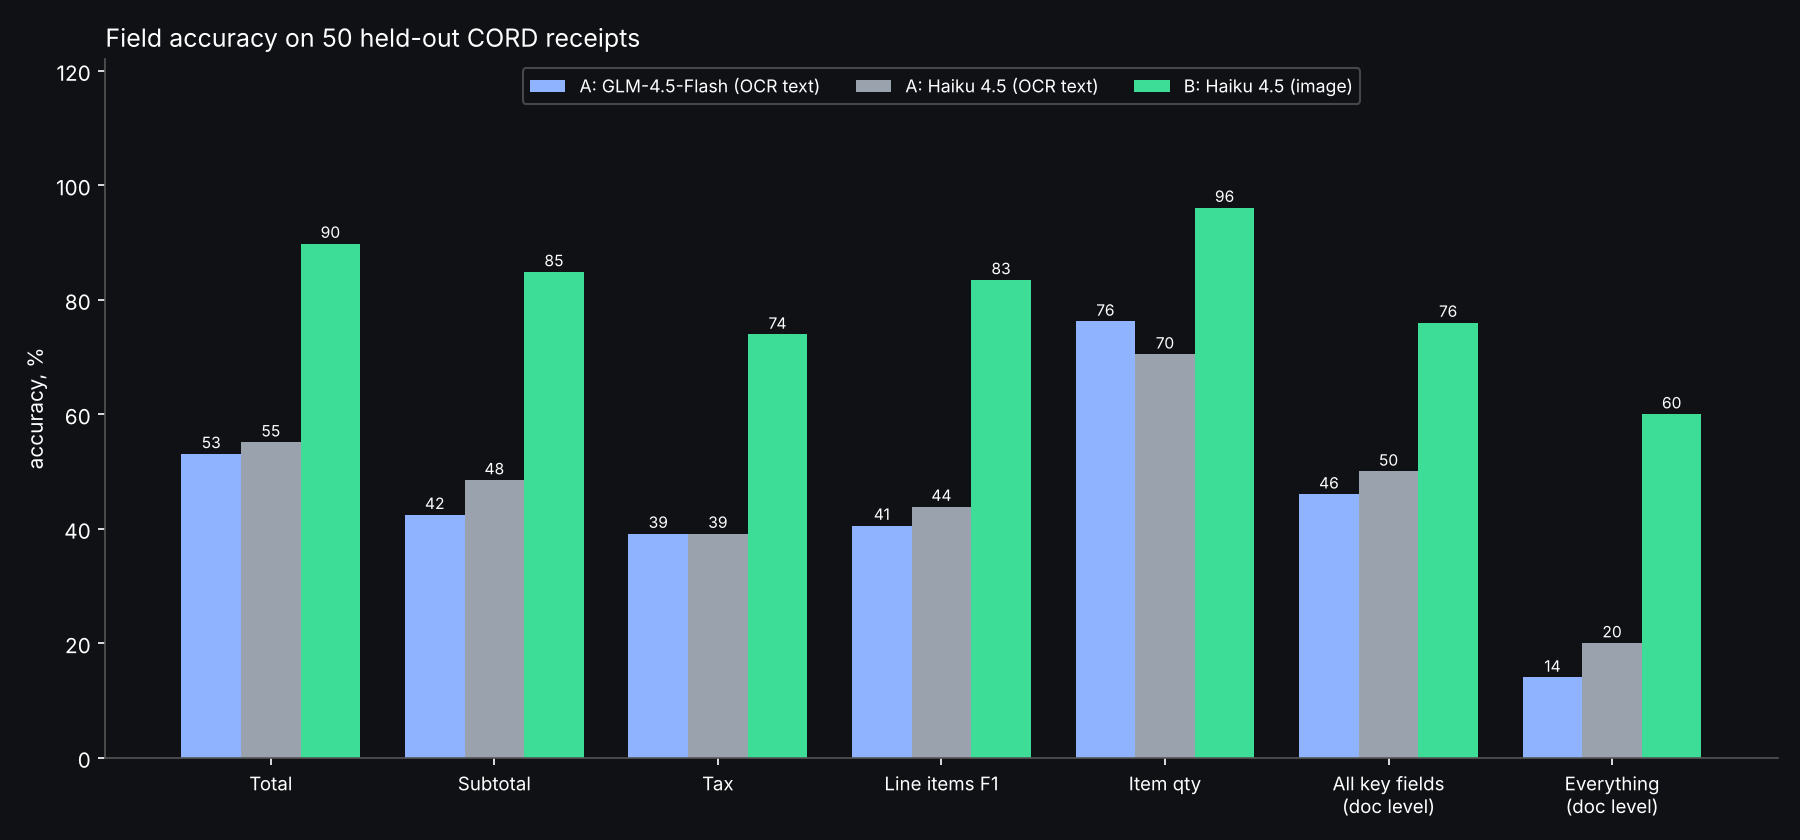 Field accuracy on 50 held-out CORD receipts
A: GLM-4.5-Flash (OCR text)
A: Haiku 4.5 (OCR text)
B: Haiku 4.5 (image)
accuracy, %
120
100
80
60
40
20
0
53
55
90
42
48
85
39
39
74
41
44
83
76
70
96
46
50
76
14
20
60
Total
Subtotal
Tax
Line items F1
Item qty
All key fields
(doc level)
Everything
(doc level)